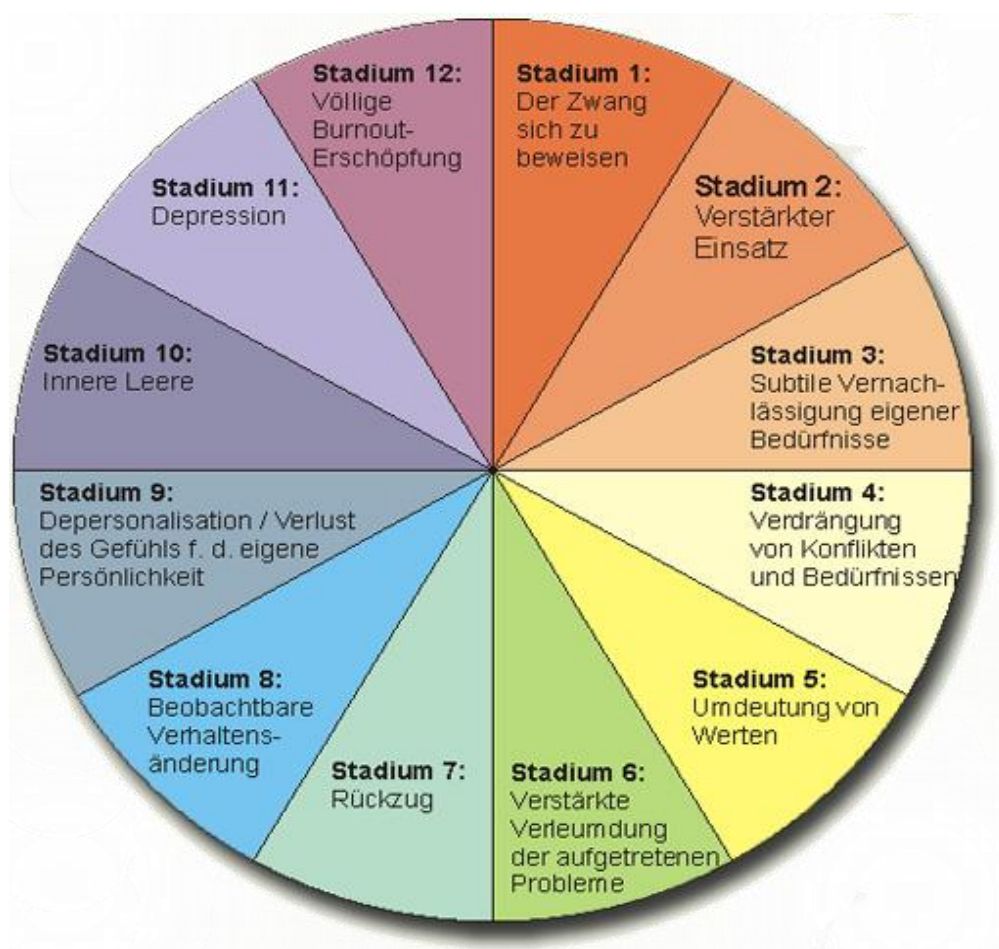 Stadium 1:
Der Zwang
sich zu
beweisen
Stadium 2:
Verstärkter
Einsatz
Stadium 3:
Subtile Vernach-
lässigung eigener
Bedürfnisse
Stadium 4:
Verdrängung
von Konflikten
und Bedürfnissen
Stadium 5:
Umdeutung von
Werten
Stadium 6:
Verstärkte
Verleumdung
der aufgetretenen
Probleme
Stadium 7:
Rückzug
Stadium 8:
Beobachtbare
Verhaltens-
änderung
Stadium 9:
Depersonalisation / Verlust
des Gefühls f. d. eigene
Persönlichkeit
Stadium 10:
Innere Leere
Stadium 11:
Depression
Stadium 12:
Völlige
Burnout-
Erschöpfung